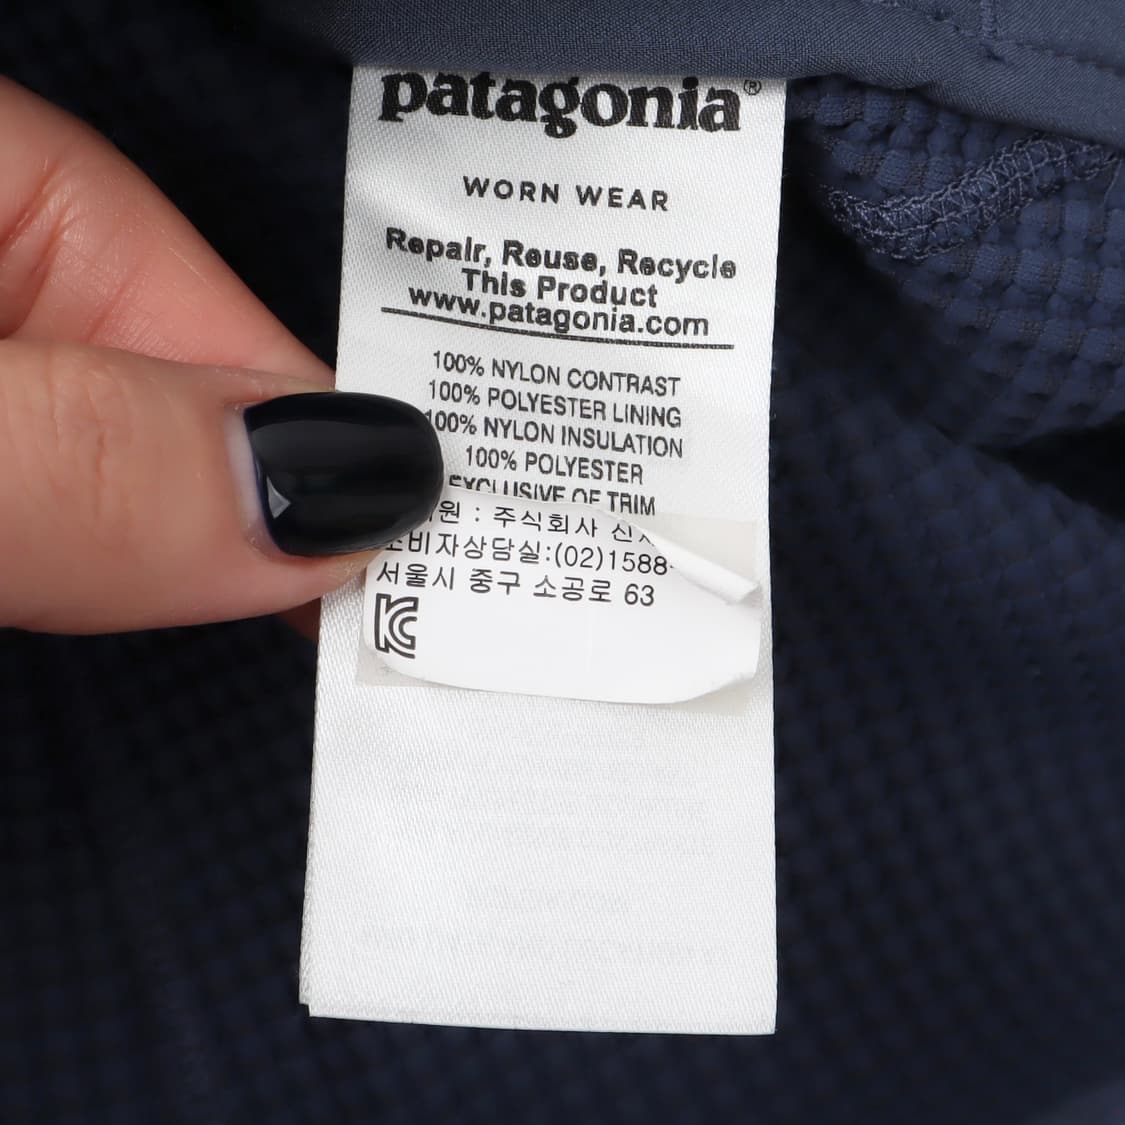 patagonia®
WORN WEAR
Repair, Reuse, Recycle
This Product
www.patagonia.com
100% NYLON CONTRAST
100% POLYESTER LINING
100% NYLON INSULATION
100% POLYESTER
EXCLUSIVE OF TRIM
: 주식회사
소비자상담실:(02)1588-
서울시 중구 소공로 63